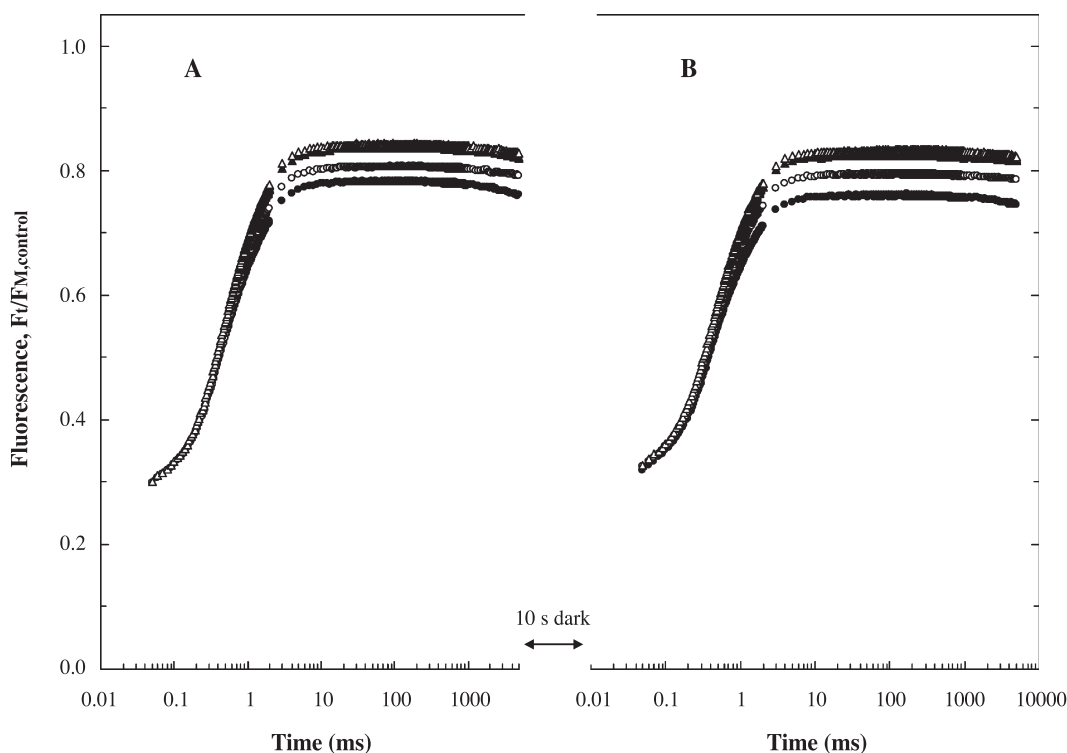 A
B
Fluorescence, Ft/FM,control
1.0
0.8
0.6
0.4
0.2
0.0
10 s dark
0.01 0.1 1 10 100 1000
0.01 0.1 1 10 100 1000 10000
Time (ms)
Time (ms)